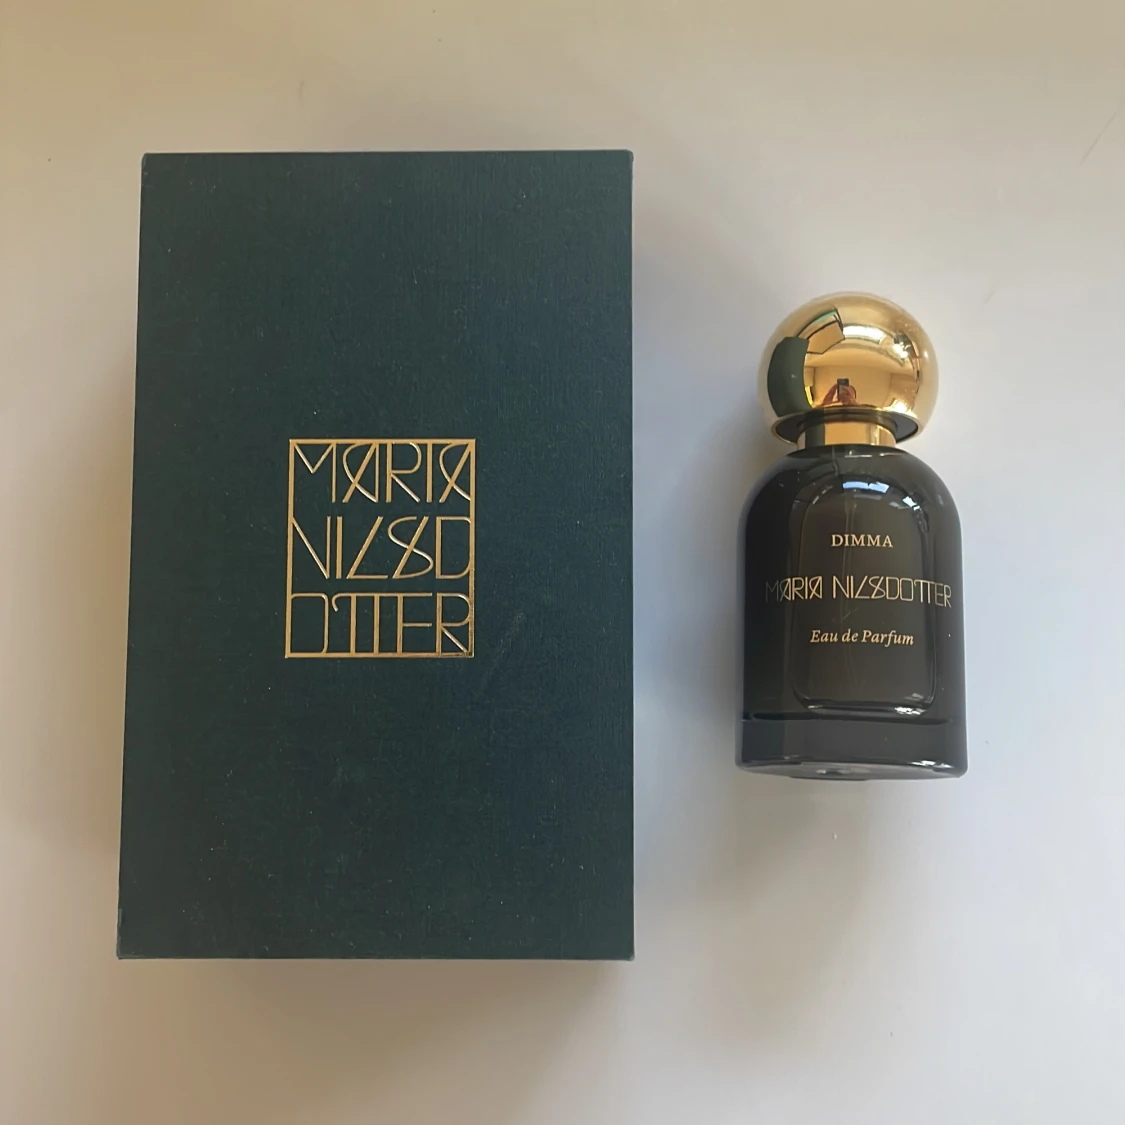 MARIA
NILSD
OTTER
DIMMA
MARIA NILSDOTTER
Eau de Parfum